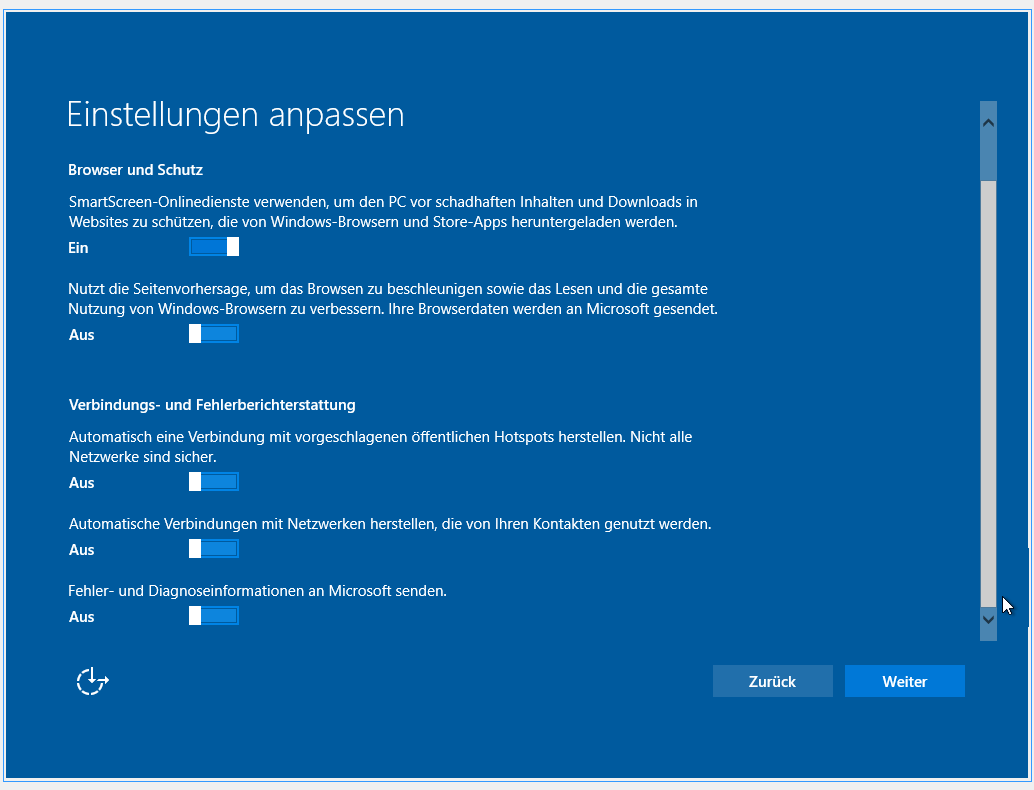 Einstellungen anpassen
Browser und Schutz
SmartScreen-Onlinedienste verwenden, um den PC vor schadhaften Inhalten und Downloads in
Websites zu schützen, die von Windows-Browsern und Store-Apps heruntergeladen werden.
Ein
Nutzt die Seitenvorhersage, um das Browsen zu beschleunigen sowie das Lesen und die gesamte
Nutzung von Windows-Browsern zu verbessern. Ihre Browserdaten werden an Microsoft gesendet.
Aus
Verbindungs- und Fehlerberichterstattung
Automatisch eine Verbindung mit vorgeschlagenen öffentlichen Hotspots herstellen. Nicht alle
Netzwerke sind sicher.
Aus
Automatische Verbindungen mit Netzwerken herstellen, die von Ihren Kontakten genutzt werden.
Aus
Fehler- und Diagnoseinformationen an Microsoft senden.
Aus
Zurück
Weiter